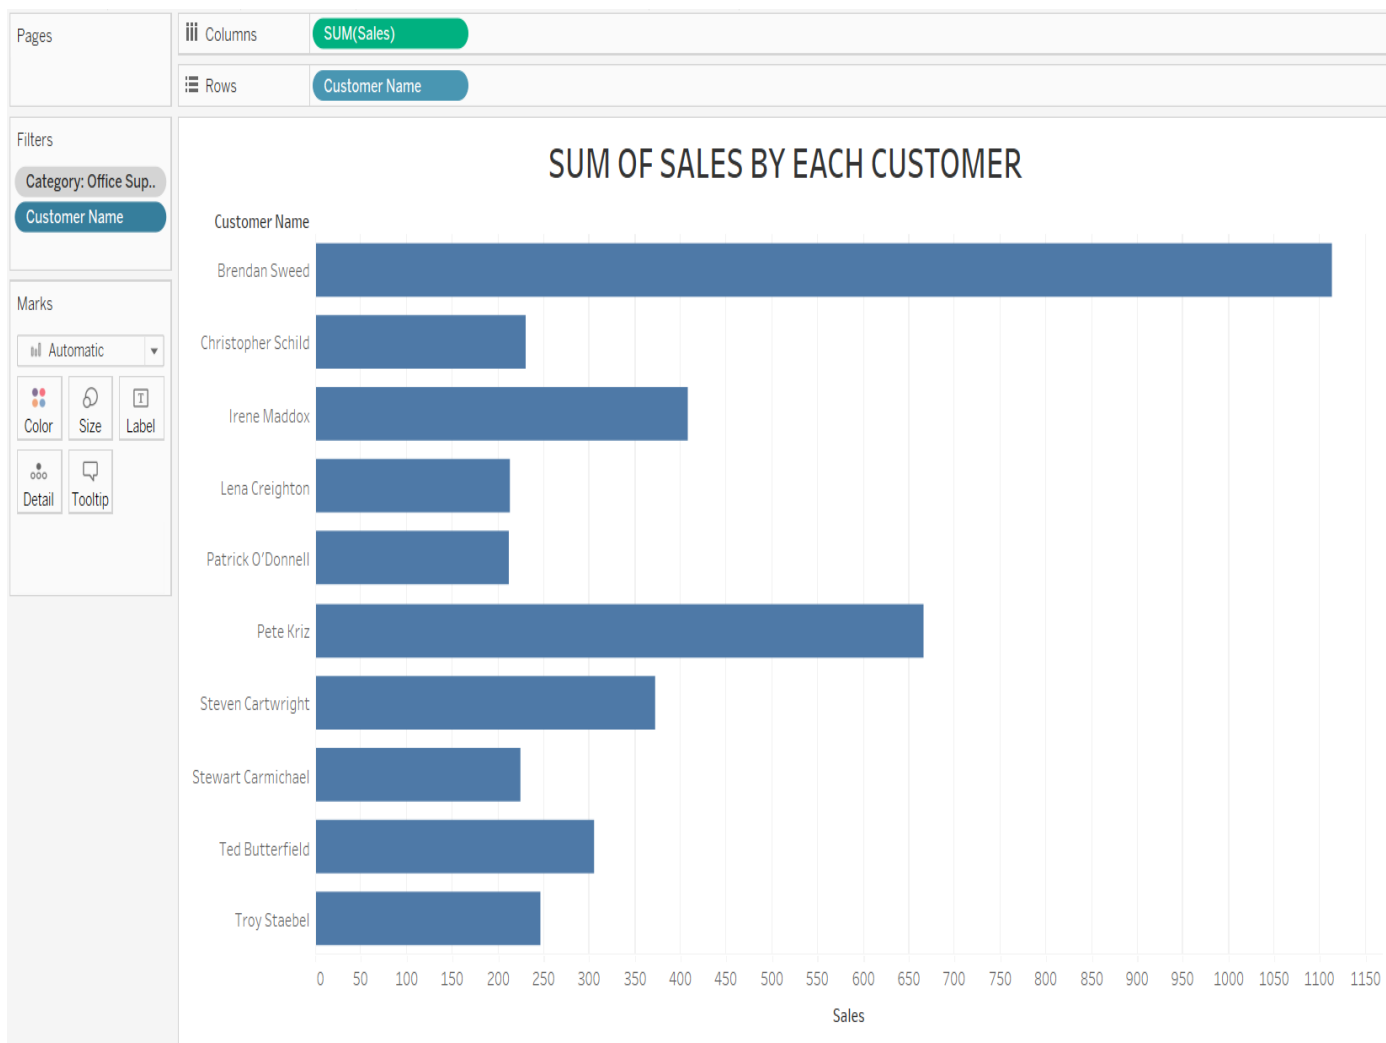 Pages
Columns
SUM(Sales)
Rows
Customer Name
Filters
Category: Office Sup..
Customer Name
Marks
Automatic
Color
Size
T
Label
Detail
Tooltip
SUM OF SALES BY EACH CUSTOMER
Customer Name
Brendan Sweed
Christopher Schild
Irene Maddox
Lena Creighton
Patrick O'Donnell
Pete Kriz
Steven Cartwright
Stewart Carmichael
Ted Butterfield
Troy Staebel
0 50 100 150 200 250 300 350 400 450 500 550 600 650 700 750 800 850 900 950 1000 1050 1100 1150
Sales